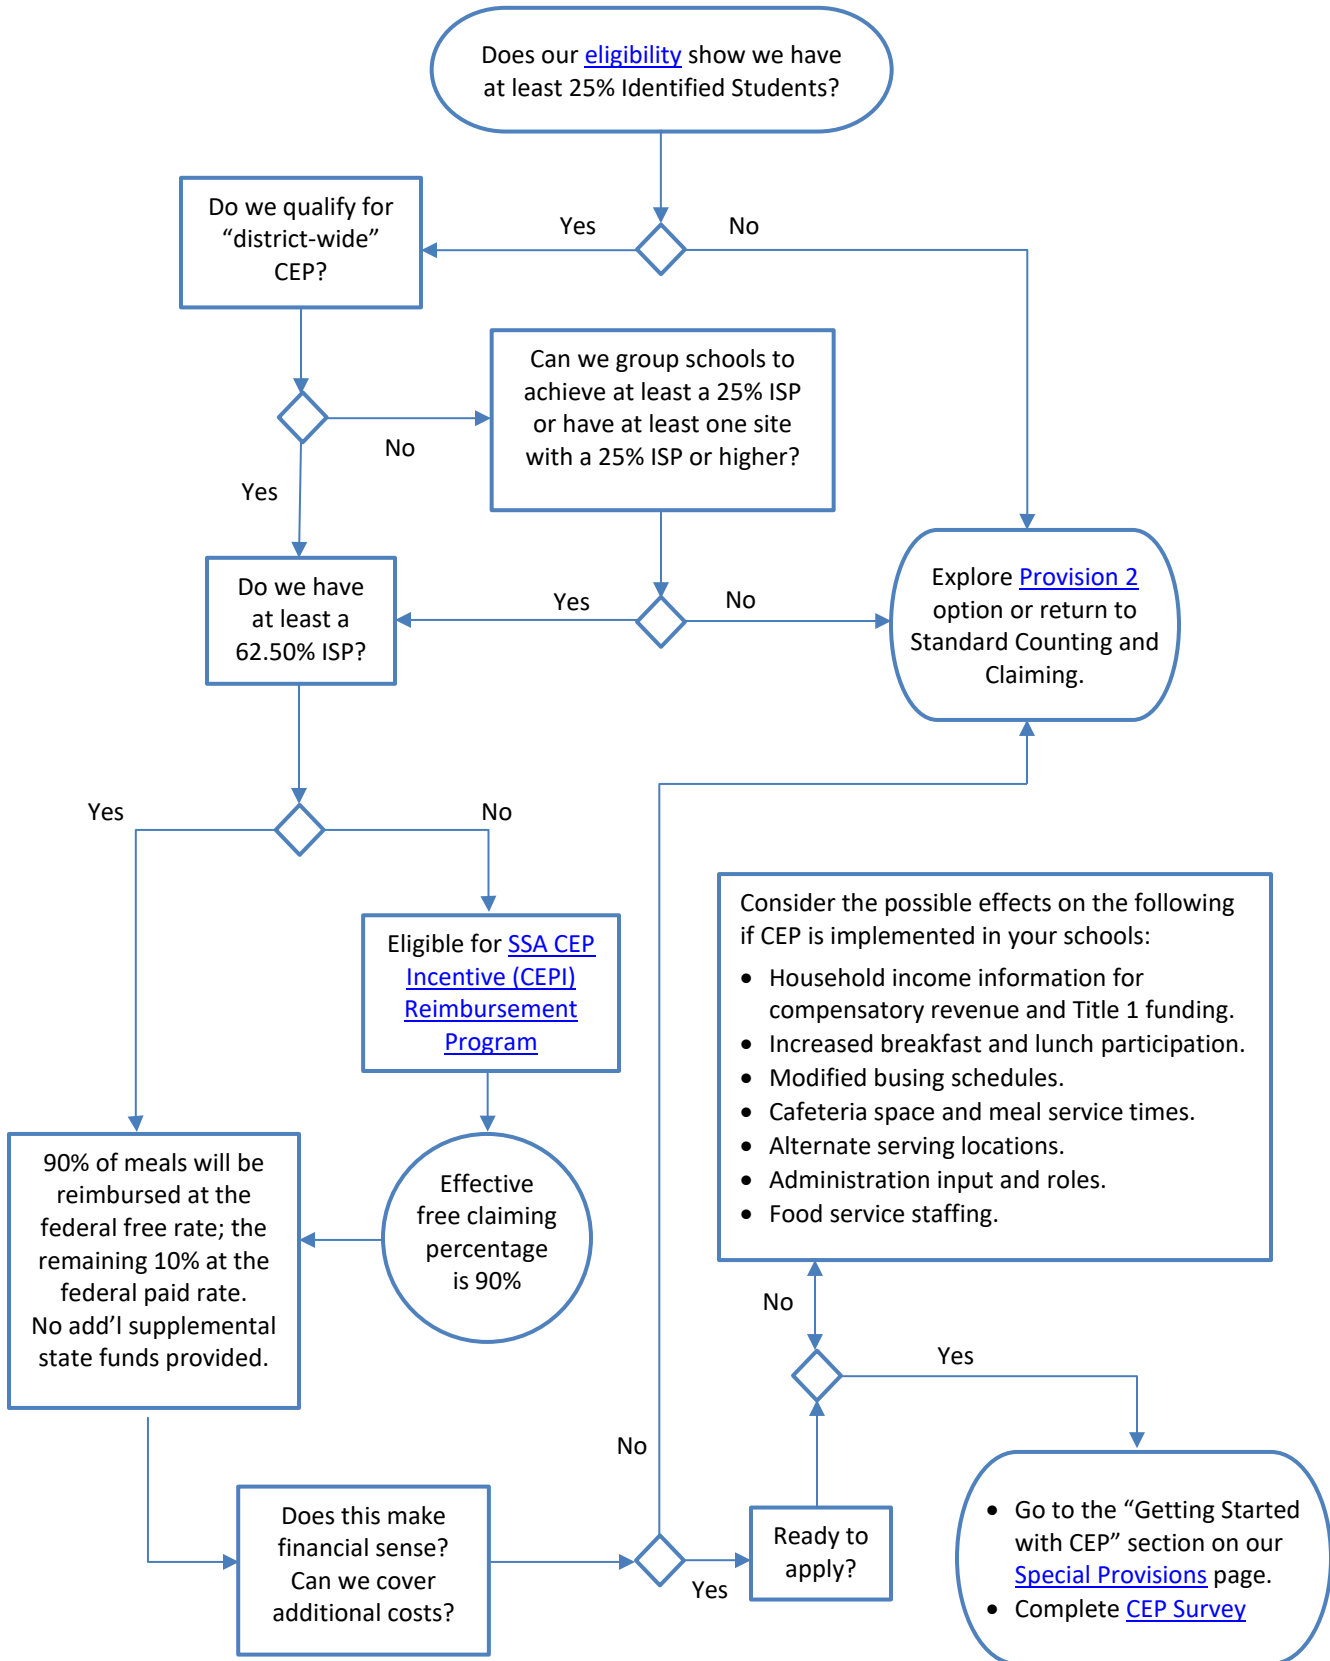 Does our eligibility show we have
at least 25% Identified Students?
Do we qualify for
“district-wide”
CEP?
Yes
No
Can we group schools to
achieve at least a 25% ISP
or have at least one site
with a 25% ISP or higher?
No
Yes
Do we have
at least a
62.50% ISP?
Yes
No
Explore Provision 2
option or return to
Standard Counting and
Claiming.
Yes
No
Eligible for SSA CEP
Incentive (CEPI)
Reimbursement
Program
Consider the possible effects on the following
if CEP is implemented in your schools:
• Household income information for
compensatory revenue and Title 1 funding.
• Increased breakfast and lunch participation.
• Modified busing schedules.
• Cafeteria space and meal service times.
• Alternate serving locations.
• Administration input and roles.
• Food service staffing.
90% of meals will be
reimbursed at the
federal free rate; the
remaining 10% at the
federal paid rate.
No add’l supplemental
state funds provided.
Effective
free claiming
percentage
is 90%
No
Yes
No
Does this make
financial sense?
Can we cover
additional costs?
Yes
Ready to
apply?
• Go to the “Getting Started
with CEP” section on our
Special Provisions page.
• Complete CEP Survey